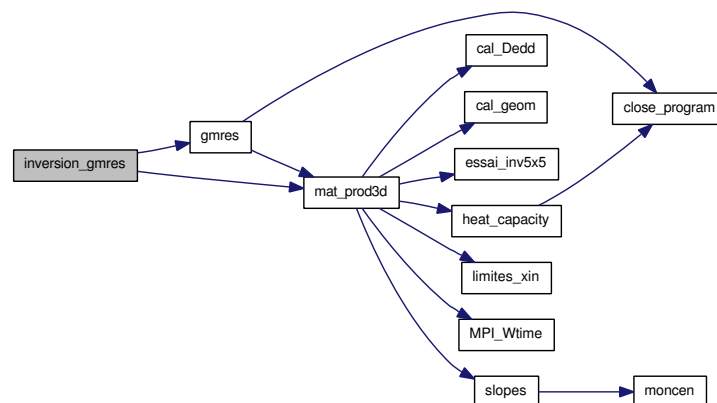 cal_Dedd
cal_geom
close_program
gmres
essai_inv5x5
inversion_gmres
mat_prod3d
heat_capacity
limites_xin
MPI_Wtime
slopes
moncen